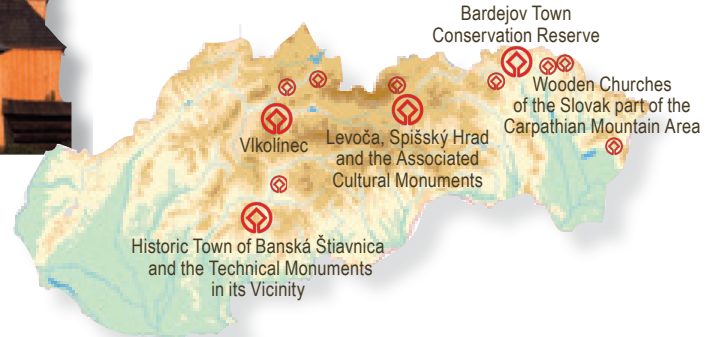 Bardejov Town
Conservation Reserve
Wooden Churches
of the Slovak part of the
Carpathian Mountain Area
Vlkolínec
Levoča, Spišský Hrad
and the Associated
Cultural Monuments
Historic Town of Banská Štiavnica
and the Technical Monuments
in its Vicinity